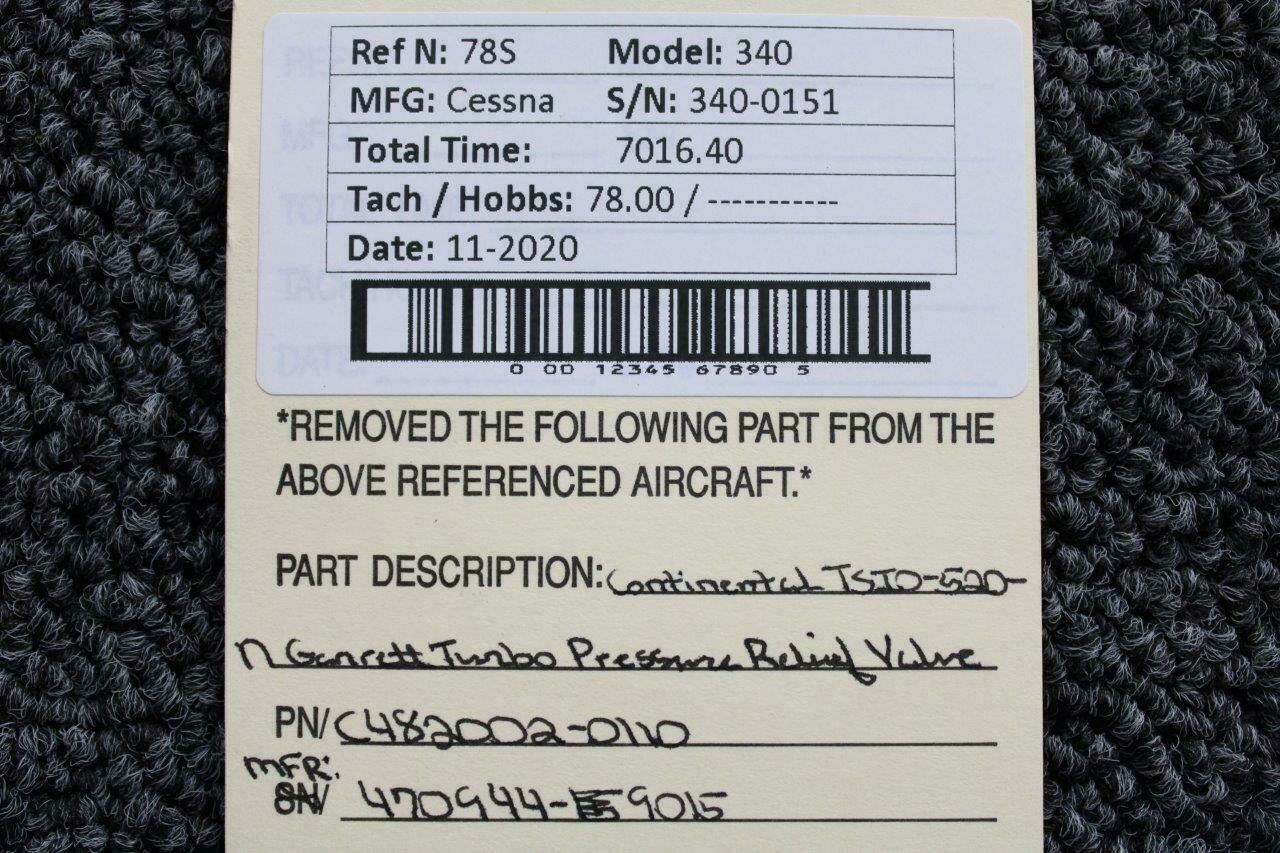 Ref N: 78S Model: 340
MFG: Cessna S/N: 340-0151
Total Time: 7016.40
Tach / Hobbs: 78.00 / -----------
Date: 11-2020
0 00 12345 67890 5
*REMOVED THE FOLLOWING PART FROM THE
ABOVE REFERENCED AIRCRAFT.*
PART DESCRIPTION: Continental TSIO-520-
N Garrett Turbo Pressure Relief Valve
PN/ C482002-0110
MFR:
SN/ 470944-9015